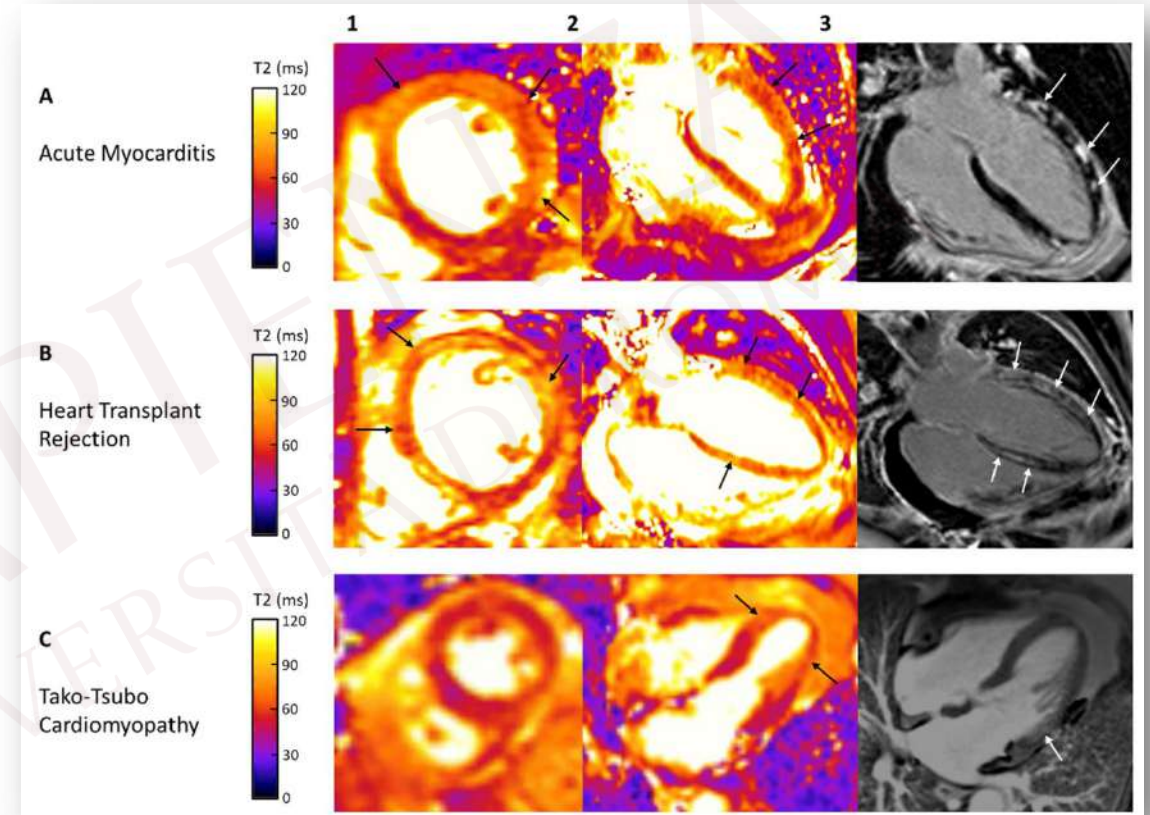 1 2 3
T2 (ms)
A
120
Acute Myocarditis
90
60
30
0
T2 (ms)
B
120
Heart Transplant
Rejection
90
60
30
0
T2 (ms)
C
120
Tako-Tsubo
Cardiomyopathy
90
60
30
0